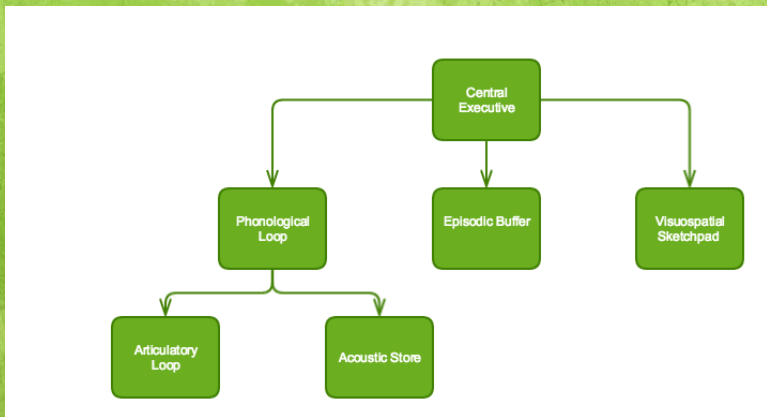 Central
Executive
Phonological
Loop
Episodic Buffer
Visuospatial
Sketchpad
Articulatory
Loop
Acoustic Store